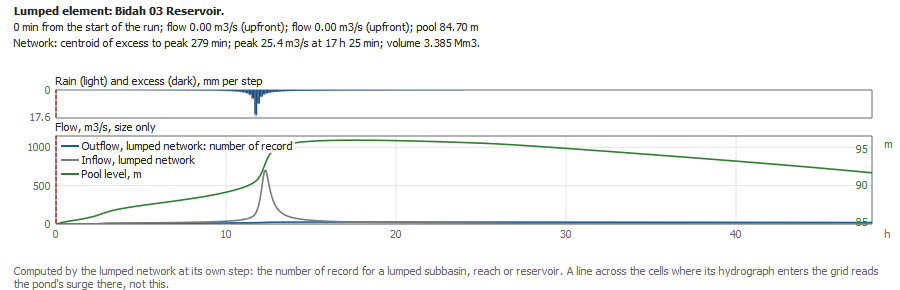 Lumped element: Bidah 03 Reservoir.
0 min from the start of the run; flow 0.00 m3/s (upfront); flow 0.00 m3/s (upfront); pool 84.70 m
Network: centroid of excess to peak 279 min; peak 25.4 m3/s at 17 h 25 min; volume 3.385 Mm3.
Rain (light) and excess (dark), mm per step
0
17.6
Flow, m3/s, size only
1000
500
0
Outflow, lumped network: number of record
Inflow, lumped network
Pool level, m
95
90
85
m
0
10
20
30
40
h
Computed by the lumped network at its own step: the number of record for a lumped subbasin, reach or reservoir. A line across the cells where its hydrograph enters the grid reads
the pond's surge there, not this.